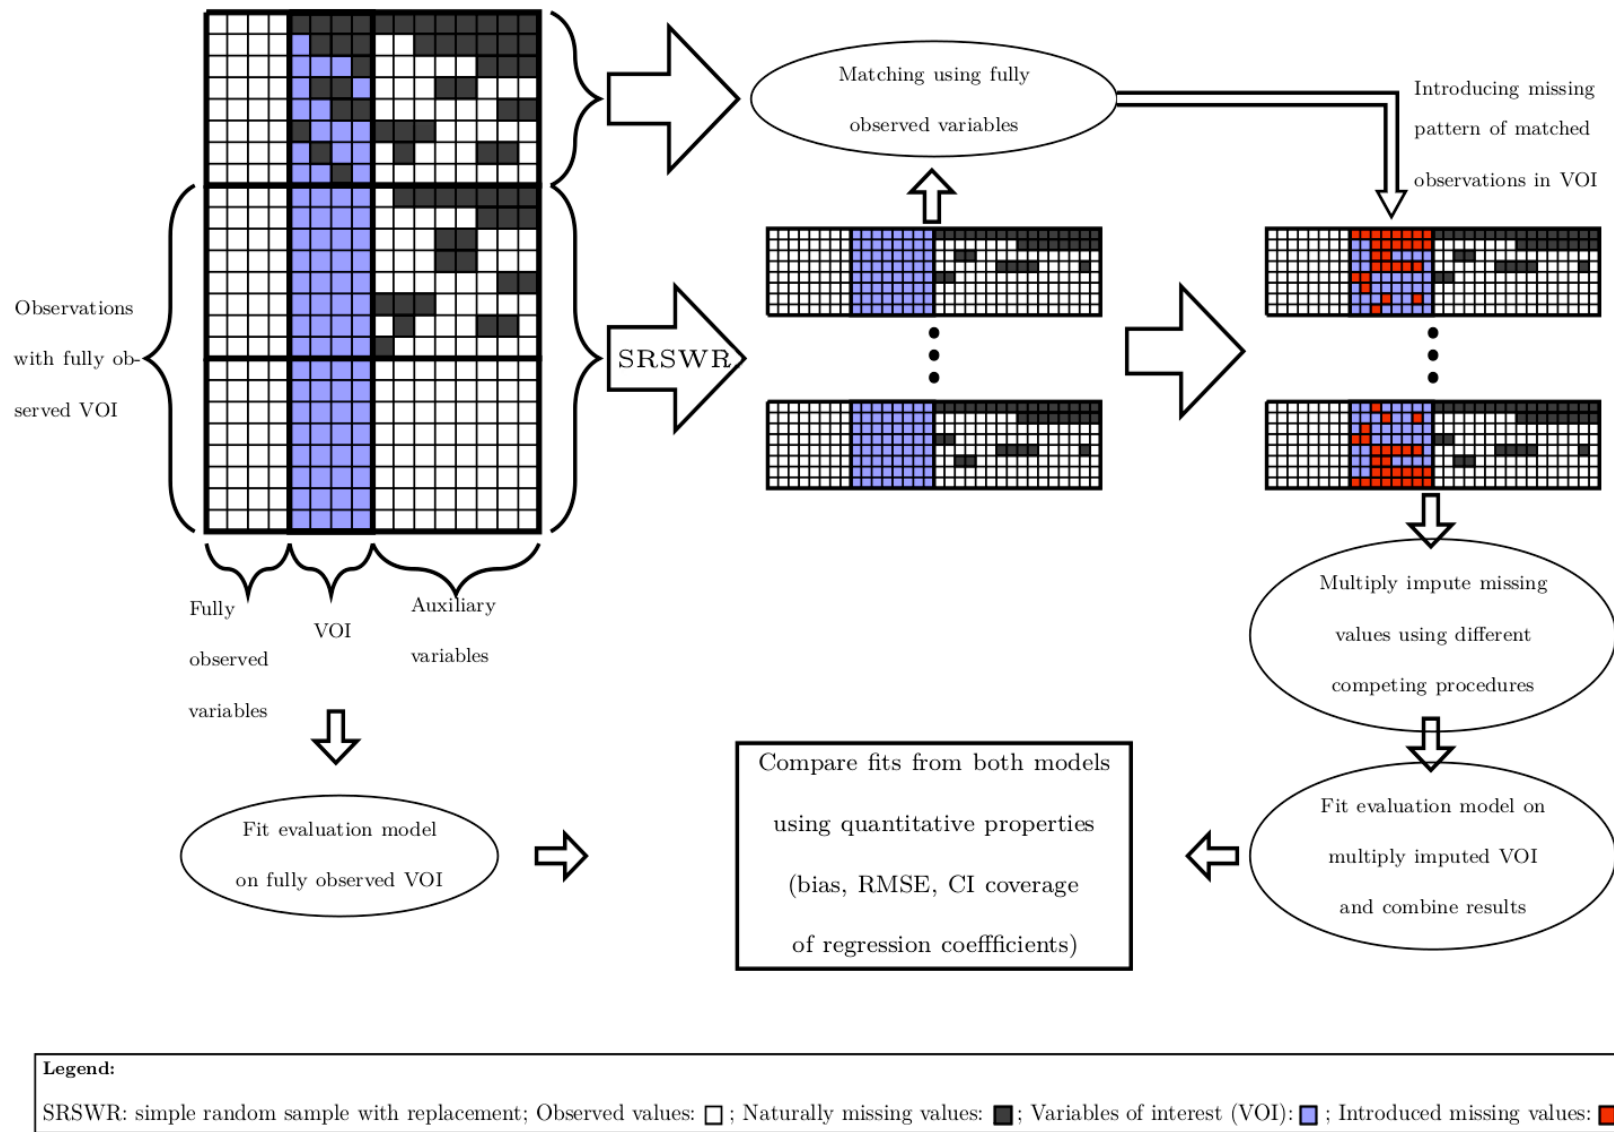 Matching using fully
observed variables
Introducing missing
pattern of matched
observations in VOI
Observations
with fully ob-
served VOI
SRSWR
Fully
observed
variables
VOI
Auxiliary
variables
Multiply impute missing
values using different
competing procedures
Fit evaluation model
on fully observed VOI
Compare fits from both models
using quantitative properties
(bias, RMSE, CI coverage
of regression coeffficients)
Fit evaluation model on
multiply imputed VOI
and combine results
Legend:
SRSWR: simple random sample with replacement; Observed values: ; Naturally missing values: ; Variables of interest (VOI): ; Introduced missing values: